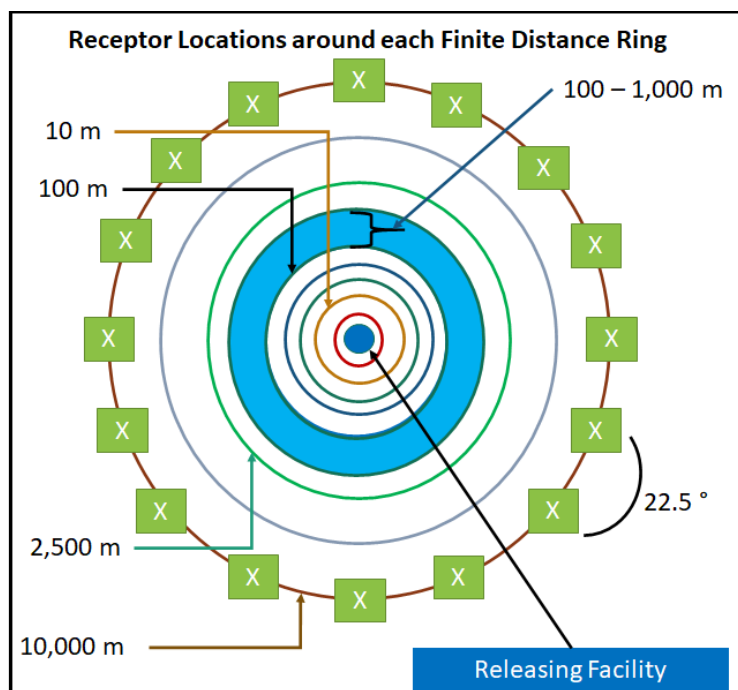 Receptor Locations around each Finite Distance Ring
X
100 – 1,000 m
X
X
10 m
X
X
100 m
X
X
X
X
X
X
22.5 °
X
X
2,500 m
X
X
X
10,000 m
Releasing Facility